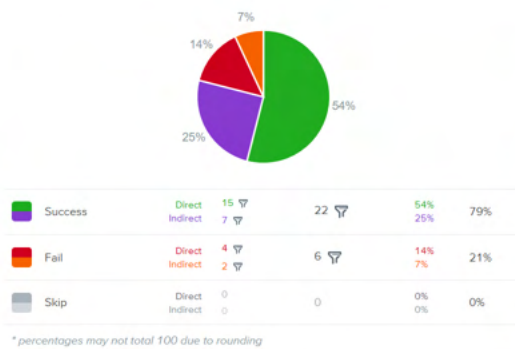 7%
14%
54%
25%
Success Direct 15 22 54% 79%
Indirect 7 25%
Fail Direct 4 6 14% 21%
Indirect 2 7%
Skip Direct 0 0 0% 0%
Indirect 0 0%
* percentages may not total 100 due to rounding